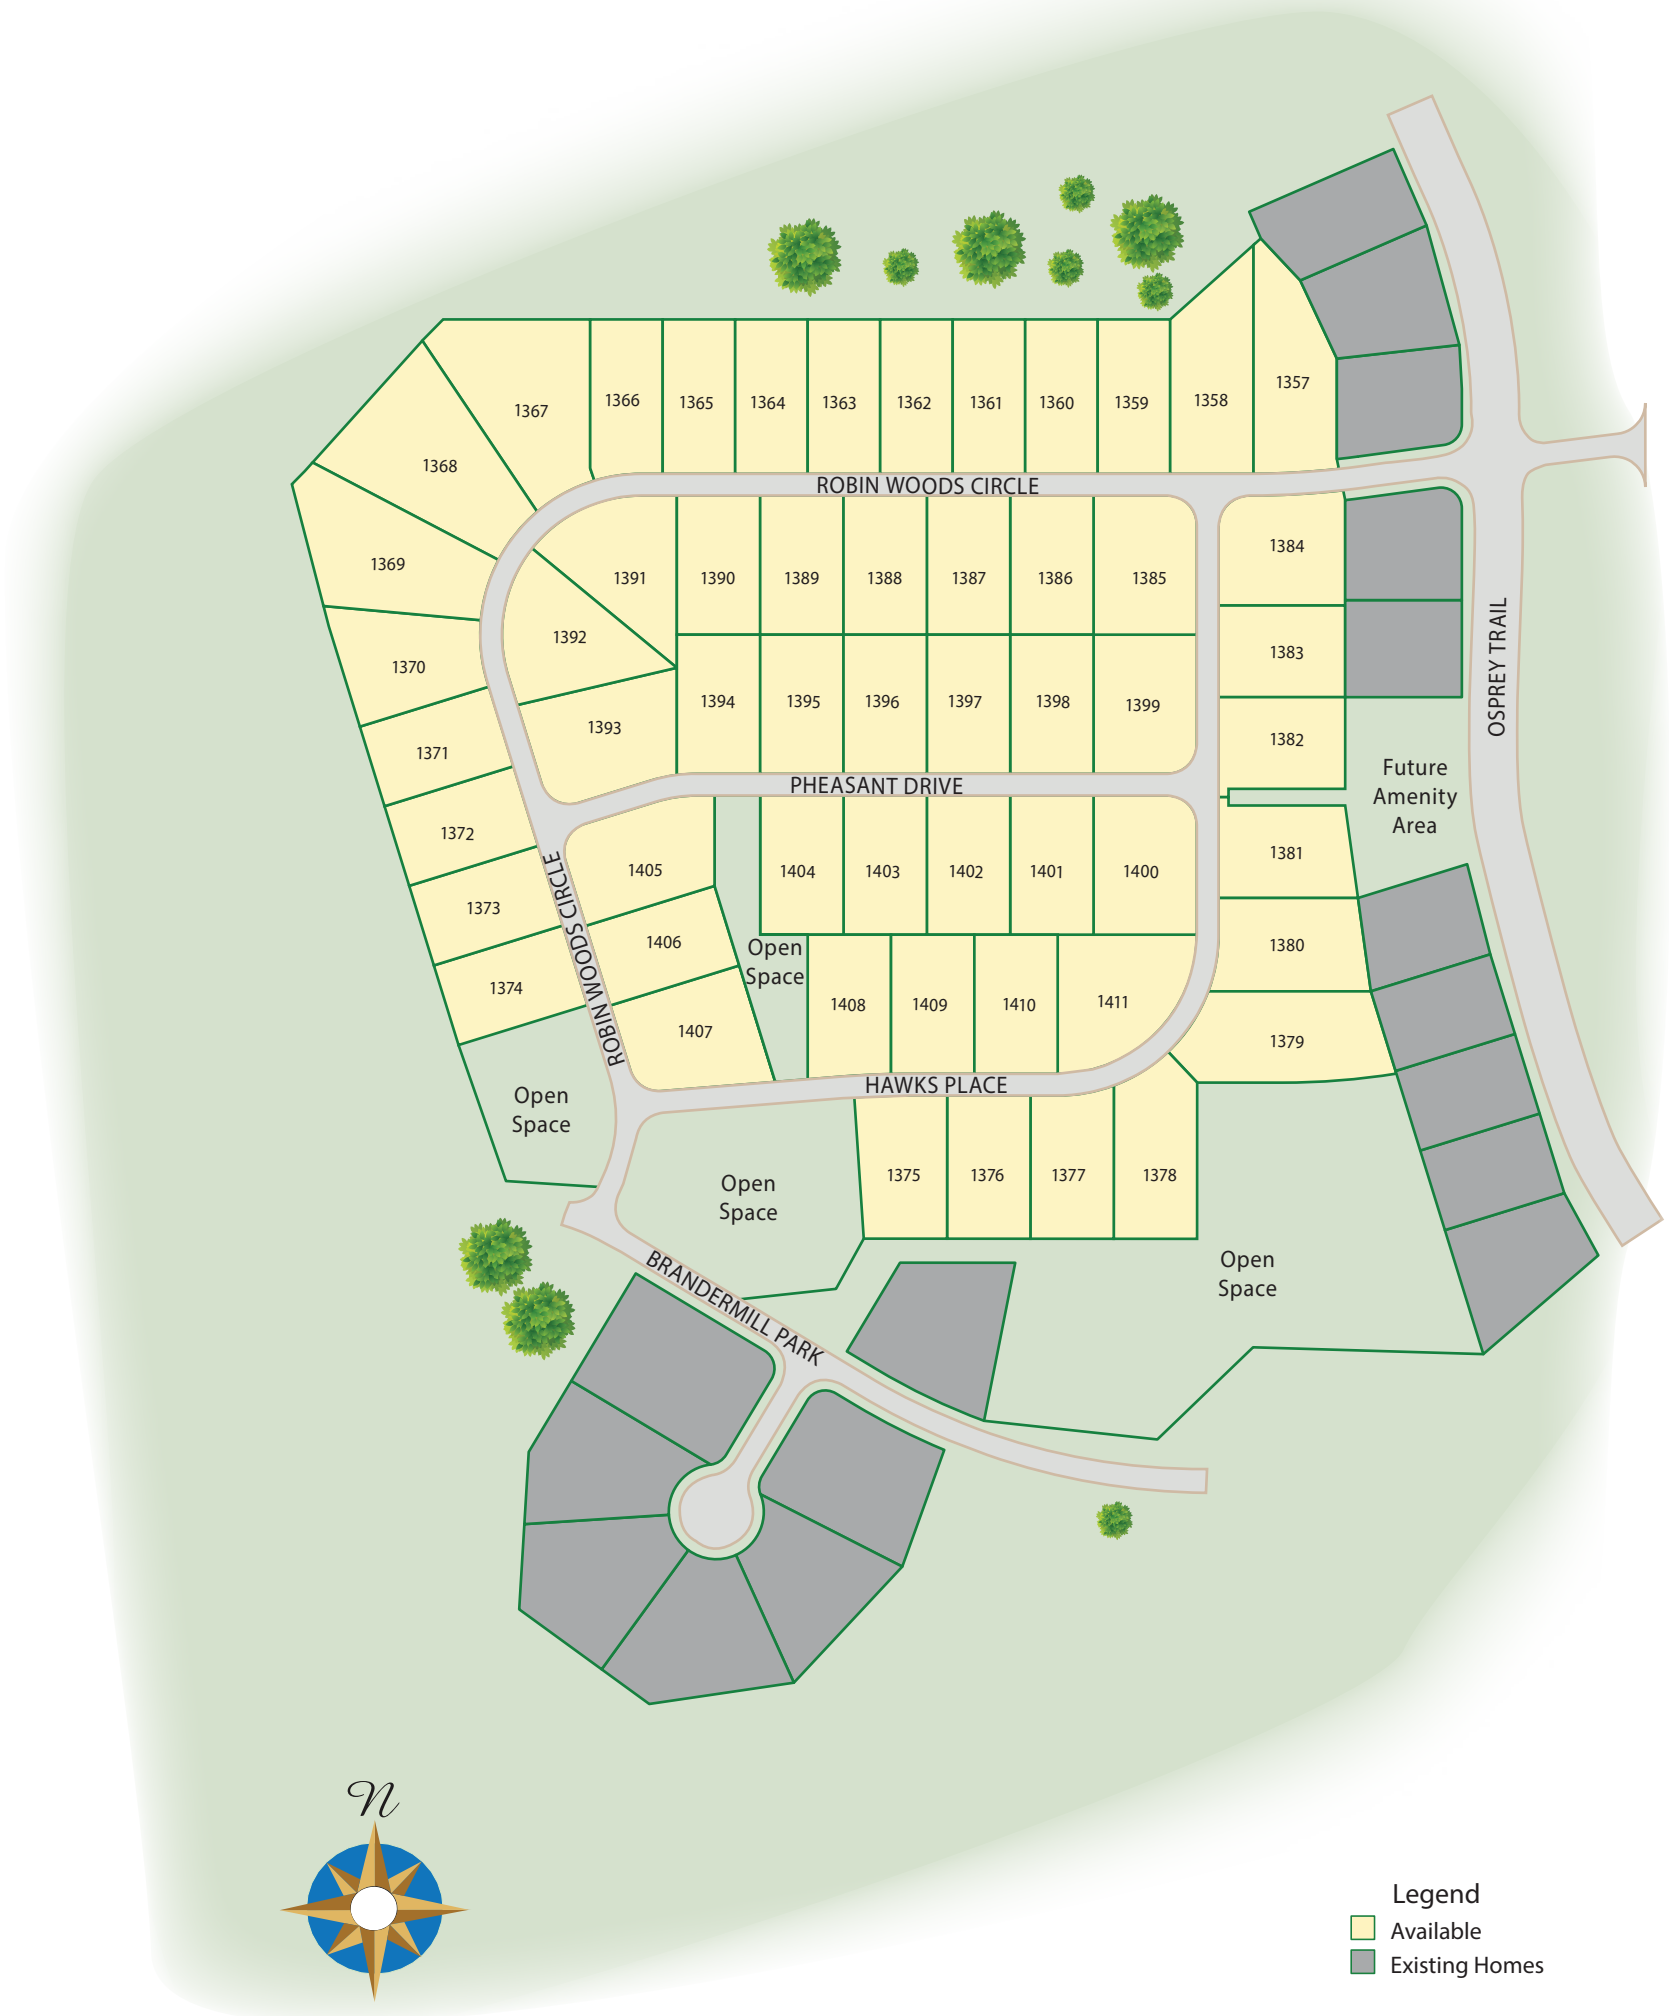 1357
1366
1358
1365
1364
1363
1362
1361
1360
1359
1367
1368
ROBIN WOODS CIRCLE
1384
1369
1391
1390
1389
1388
1387
1386
1385
1392
1383
OSPREY TRAIL
1370
1394
1395
1396
1397
1398
1399
1393
1382
1371
Future
Amenity
Area
PHEASANT DRIVE
1372
1381
1405
1404
1403
1402
1401
1400
ROBIN WOODS CIRCLE
1373
1406
Open
Space
1380
1374
1408
1409
1410
1411
1407
1379
HAWKS PLACE
Open
Space
1375
1376
1377
1378
Open
Space
Open
Space
BRANDERMILL PARK
N
Legend
Available
Existing Homes